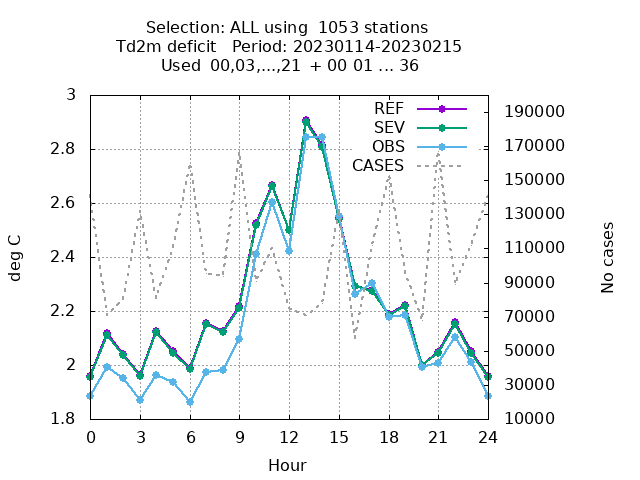 Selection: ALL using  1053 stations
Td2m deficit   Period: 20230114-20230215
Used  00,03,...,21  + 00 01 ... 36
3
2.8
2.6
2.4
2.2
2
1.8
deg C
REF
SEV
OBS
CASES
190000
170000
150000
130000
110000
90000
70000
50000
30000
10000
No cases
0 3 6 9 12 15 18 21 24
Hour